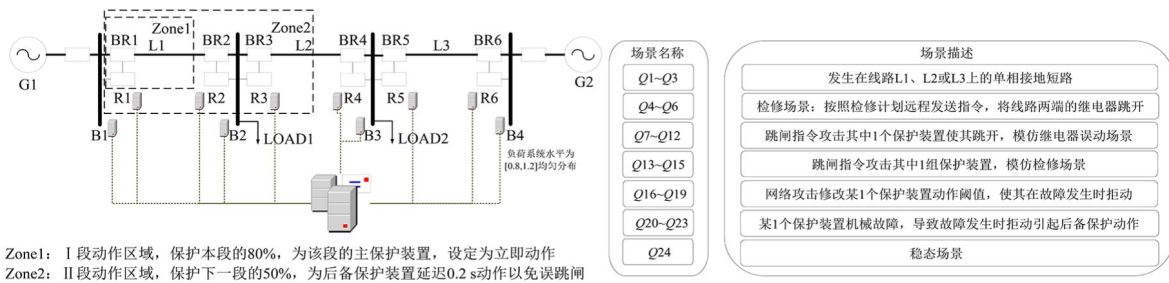 Zone1
Zone2
BR1
L1
BR2
BR3
L2
BR4
BR5
L3
BR6
G1
G2
R1
R2
R3
R4
R5
R6
B1
B2
LOAD1
B3
LOAD2
B4
负荷系统水平为
[0.8,1.2]均匀分布
Zone1: Ⅰ段动作区域，保护本段的80%，为该段的主保护装置，设定为立即动作
Zone2: Ⅱ段动作区域，保护下一段的50%，为后备保护装置延迟0.2 s动作以免误跳闸
场景名称
场景描述
Q1~Q3
发生在线路L1、L2或L3上的单相接地短路
Q4~Q6
检修场景：按照检修计划远程发送指令，将线路两端的继电器跳开
Q7~Q12
跳闸指令攻击其中1个保护装置使其跳开，模仿继电器误动场景
Q13~Q15
跳闸指令攻击其中1组保护装置，模仿检修场景
Q16~Q19
网络攻击修改某1个保护装置动作阈值，使其在故障发生时拒动
Q20~Q23
某1个保护装置机械故障，导致故障发生时拒动引起后备保护动作
Q24
稳态场景